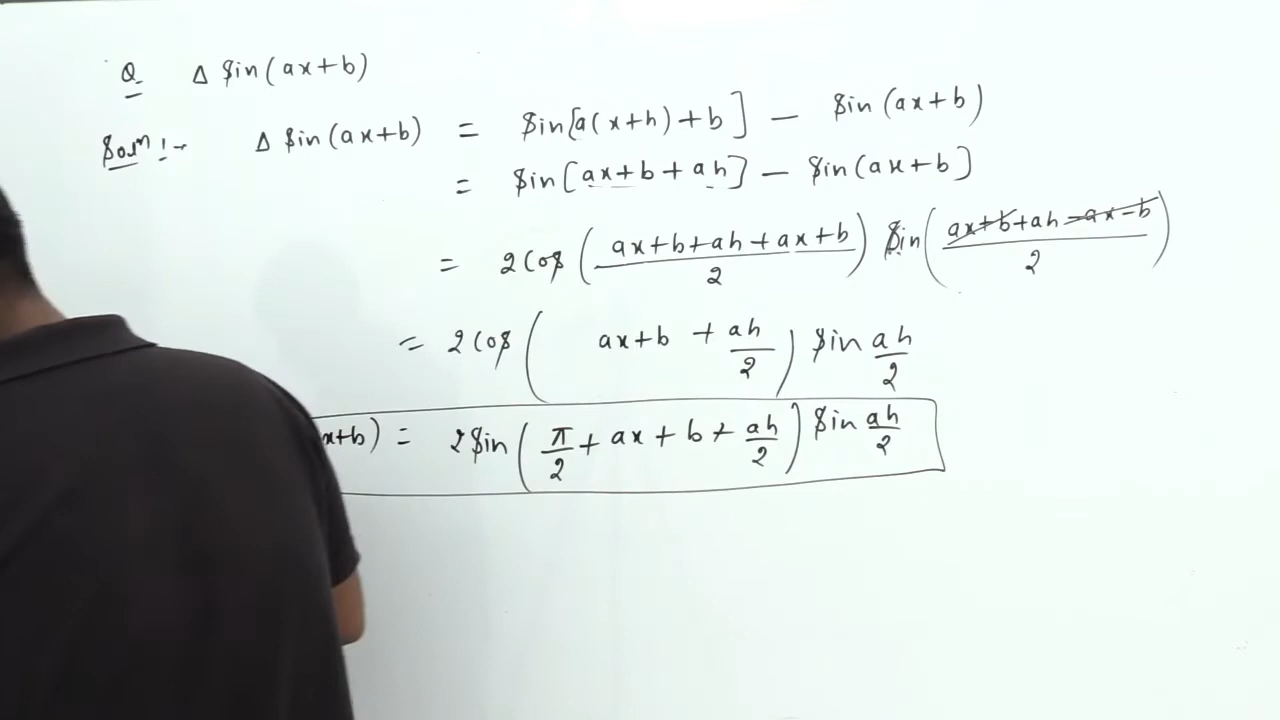 Q Δ Sin(ax+b)
Soln:- Δ Sin(ax+b) = Sin[a(x+h)+b] - Sin(ax+b)
= Sin[ax+b+ah] - Sin(ax+b]
= 2Cos(ax+b+ah+ax+b/2) Sin(ax+b+ah-ax-b/2)
= 2Cos(ax+b + ah/2) Sin ah/2
x+b) = 2Sin(π/2 + ax + b + ah/2) Sin ah/2